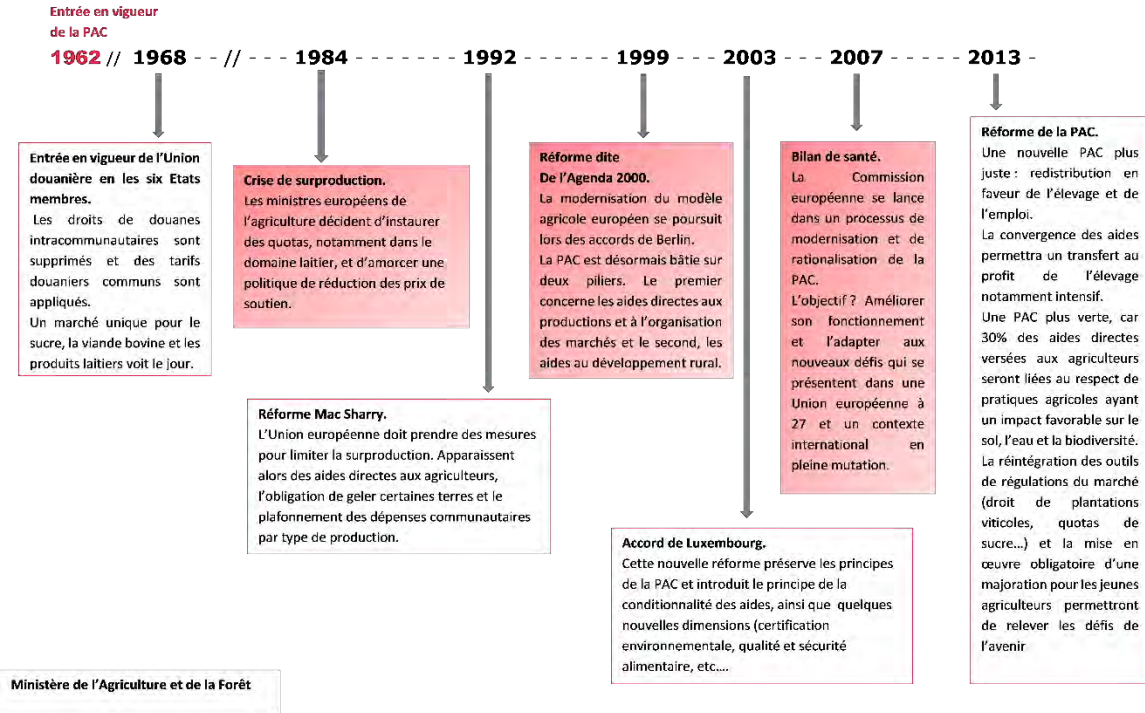 Entrée en vigueur
de la PAC
1962 // 1968 - - // - - - 1984 - - - - - - - 1992 - - - - - - 1999 - - - 2003 - - - 2007 - - - - - 2013 -
Entrée en vigueur de l'Union
douanière en les six Etats
membres.
Les droits de douanes
intracommunautaires sont
supprimés et des tarifs
douaniers communs sont
appliqués.
Un marché unique pour le
sucre, la viande bovine et les
produits laitiers voit le jour.
Crise de surproduction.
Les ministres européens de
l'agriculture décident d'instaurer
des quotas, notamment dans le
domaine laitier, et d'amorcer une
politique de réduction des prix de
soutien.
Réforme Mac Sharry.
L'Union européenne doit prendre des mesures
pour limiter la surproduction. Apparaissent
alors des aides directes aux agriculteurs,
l'obligation de geler certaines terres et le
plafonnement des dépenses communautaires
par type de production.
Réforme dite
De l'Agenda 2000.
La modernisation du modèle
agricole européen se poursuit
lors des accords de Berlin.
La PAC est désormais bâtie sur
deux piliers. Le premier
concerne les aides directes aux
productions et à l'organisation
des marchés et le second, les
aides au développement rural.
Accord de Luxembourg.
Cette nouvelle réforme préserve les principes
de la PAC et introduit le principe de la
conditionnalité des aides, ainsi que quelques
nouvelles dimensions (certification
environnementale, qualité et sécurité
alimentaire, etc....
Bilan de santé.
La Commission
européenne se lance
dans un processus de
modernisation et de
rationalisation de la
PAC.
L'objectif ? Améliorer
son fonctionnement
et l'adapter aux
nouveaux défis qui se
présentent dans une
Union européenne à
27 et un contexte
international en
pleine mutation.
Réforme de la PAC.
Une nouvelle PAC plus
juste : redistribution en
faveur de l'élevage et de
l'emploi.
La convergence des aides
permettra un transfert au
profit de l'élevage
notamment intensif.
Une PAC plus verte, car
30% des aides directes
versées aux agriculteurs
seront liées au respect de
pratiques agricoles ayant
un impact favorable sur le
sol, l'eau et la biodiversité.
La réintégration des outils
de régulations du marché
(droit de plantations
viticoles, quotas de
sucre...) et la mise en
œuvre obligatoire d'une
majoration pour les jeunes
agriculteurs permettront
de relever les défis de
l'avenir
Ministère de l'Agriculture et de la Forêt